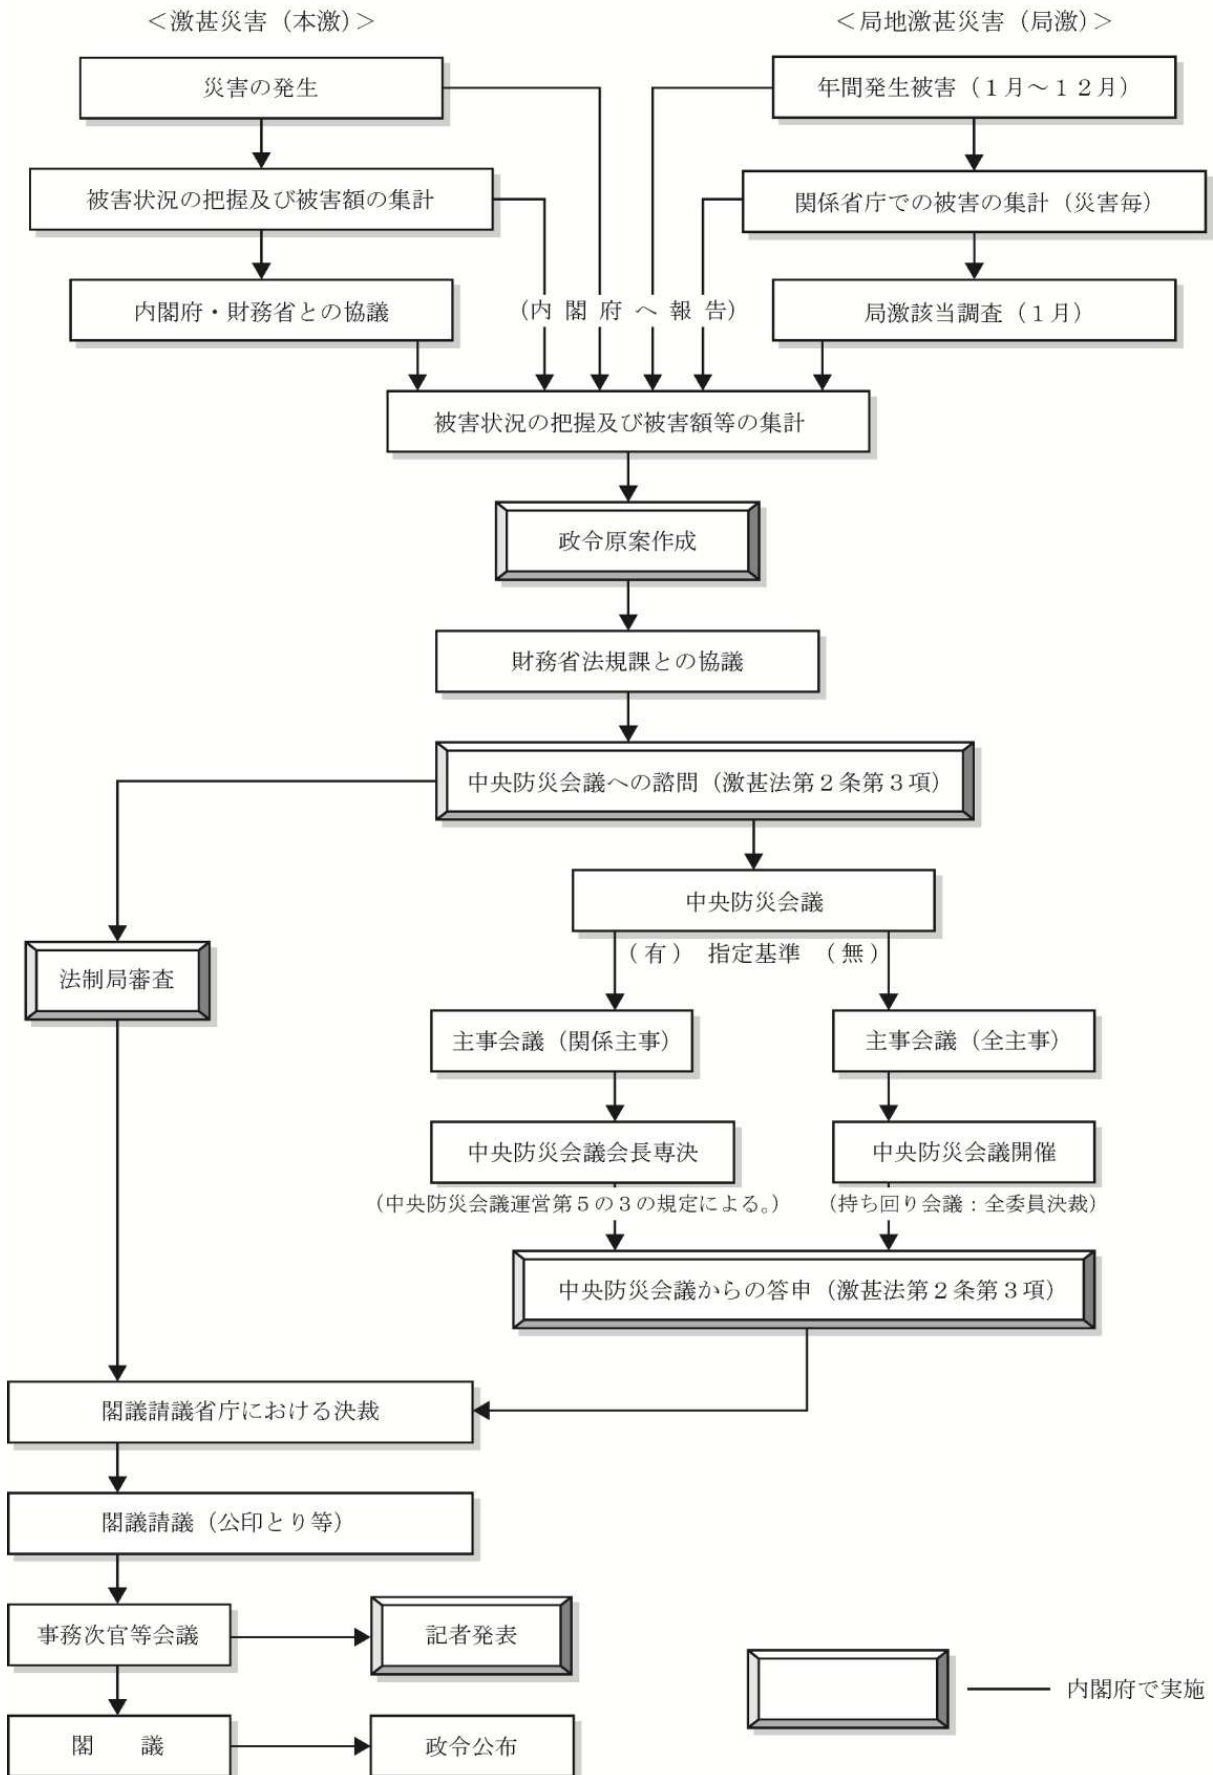 ＜激甚災害（本激）＞
＜局地激甚災害（局激）＞
災害の発生
年間発生被害（１月～１２月）
被害状況の把握及び被害額の集計
関係省庁での被害の集計（災害毎）
内閣府・財務省との協議
（内閣府へ報告）
局激該当調査（１月）
被害状況の把握及び被害額等の集計
政令原案作成
財務省法規課との協議
中央防災会議への諮問（激甚法第２条第３項）
中央防災会議
（有） 指定基準 （無）
法制局審査
主事会議（関係主事）
主事会議（全主事）
中央防災会議会長専決
中央防災会議開催
（中央防災会議運営第５の３の規定による。）
（持ち回り会議：全委員決裁）
中央防災会議からの答申（激甚法第２条第３項）
閣議請議省庁における決裁
閣議請議（公印とり等）
事務次官等会議
記者発表
内閣府で実施
閣　　議
政令公布